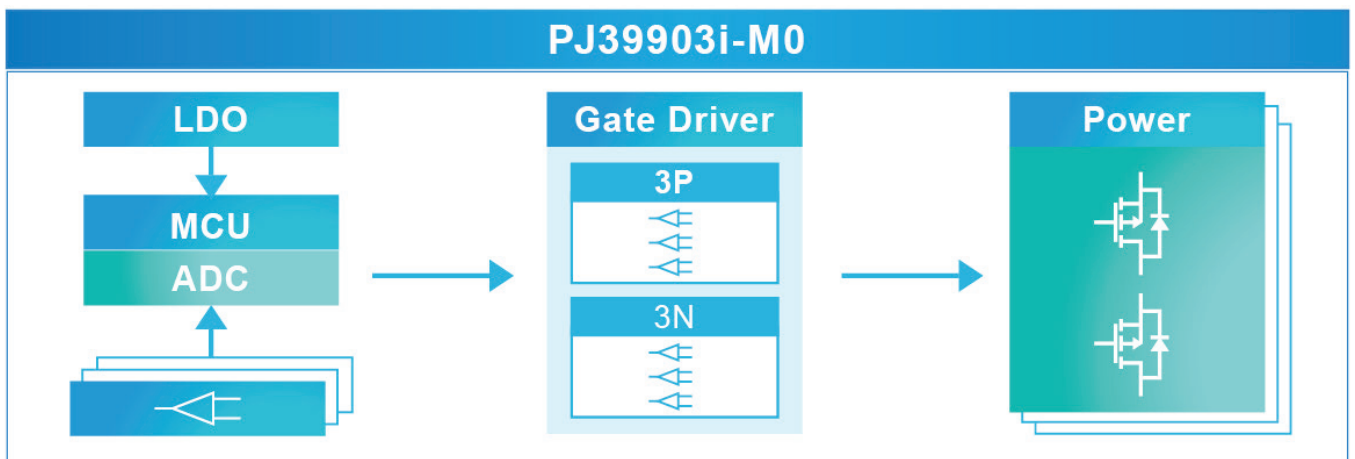 PJ39903i-M0
LDO
MCU
ADC
Gate Driver
3P
3N
Power